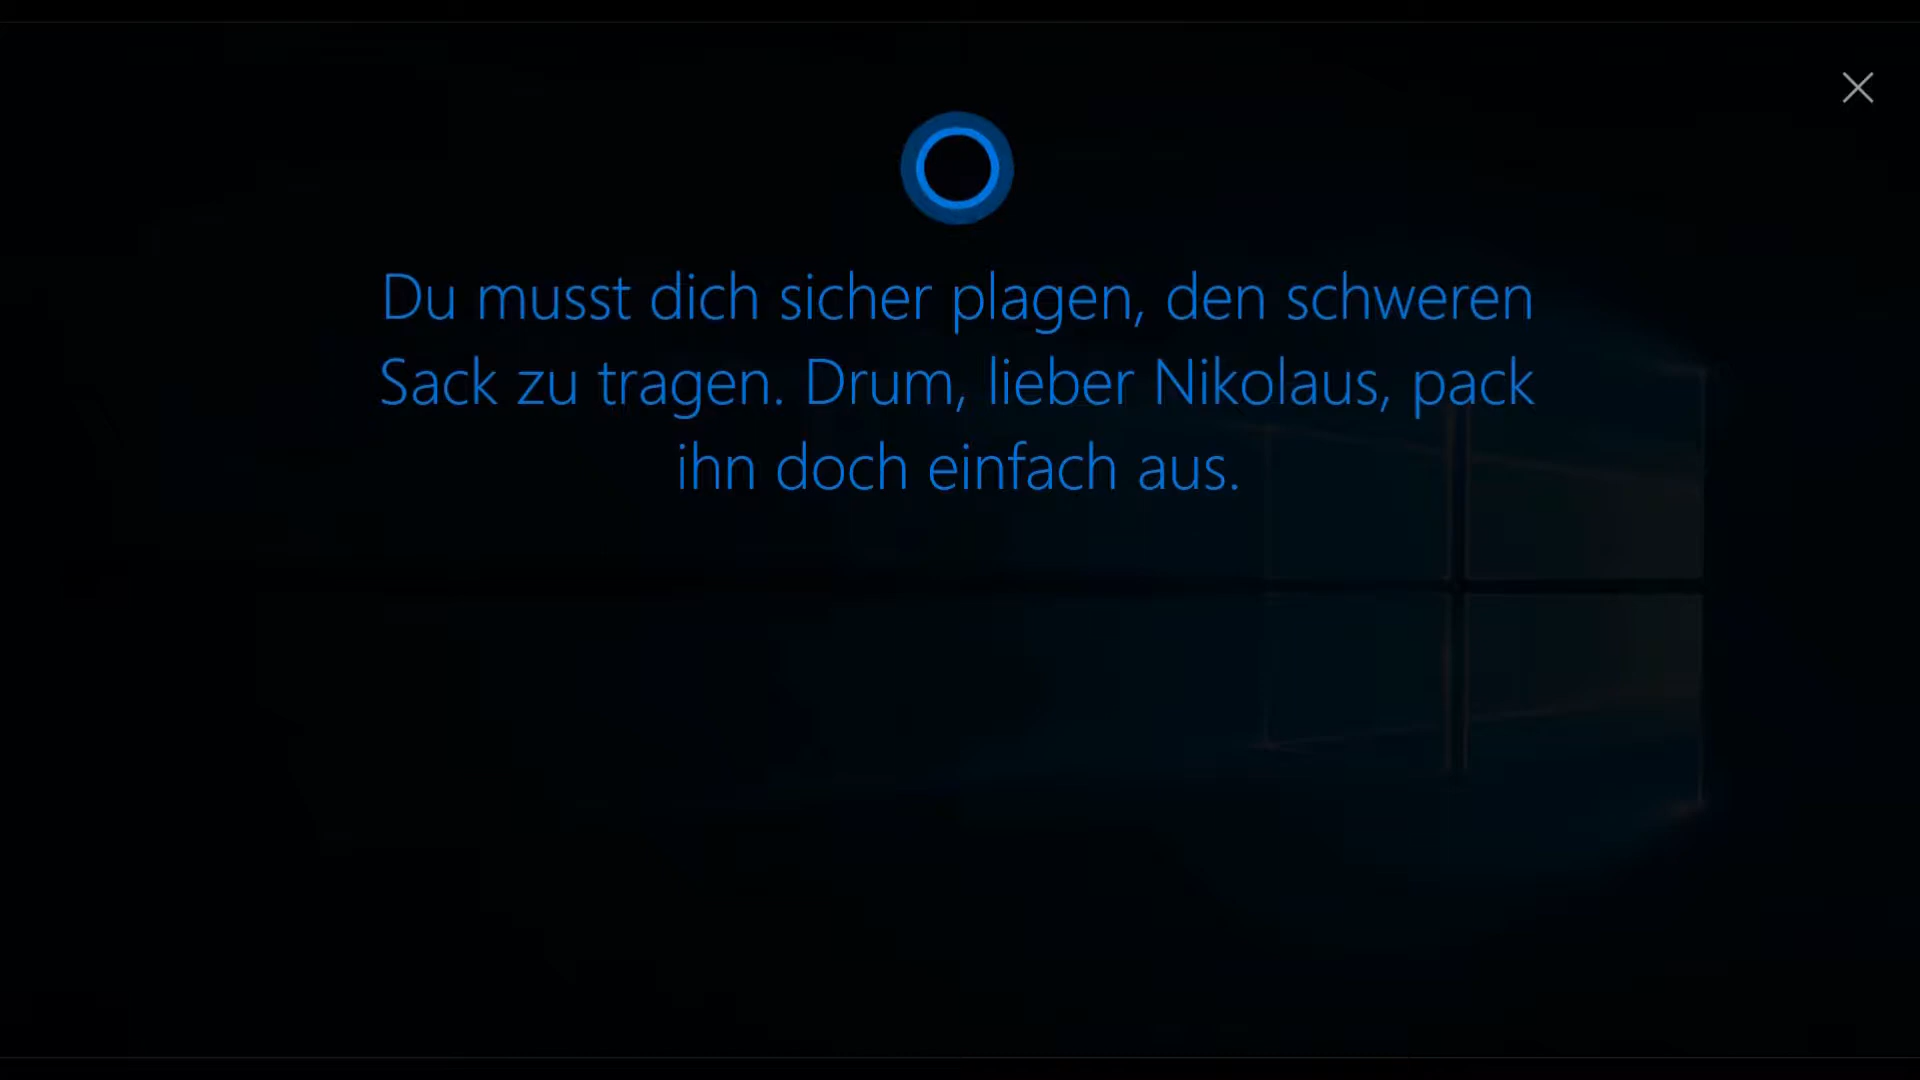 Du musst dich sicher plagen, den schweren
Sack zu tragen. Drum, lieber Nikolaus, pack
ihn doch einfach aus.